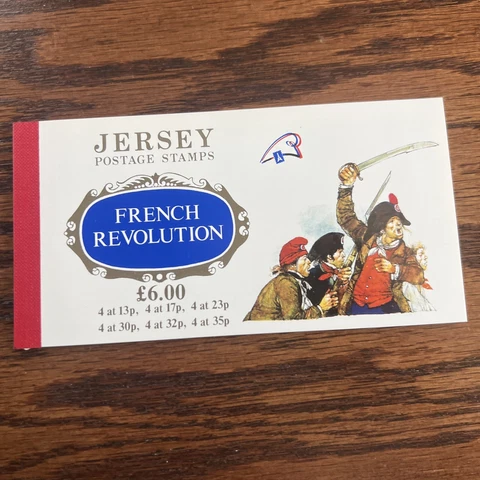 JERSEY
POSTAGE STAMPS
FRENCH
REVOLUTION
£6.00
4 at 13p, 4 at 17p, 4 at 23p
4 at 30p, 4 at 32p, 4 at 35p